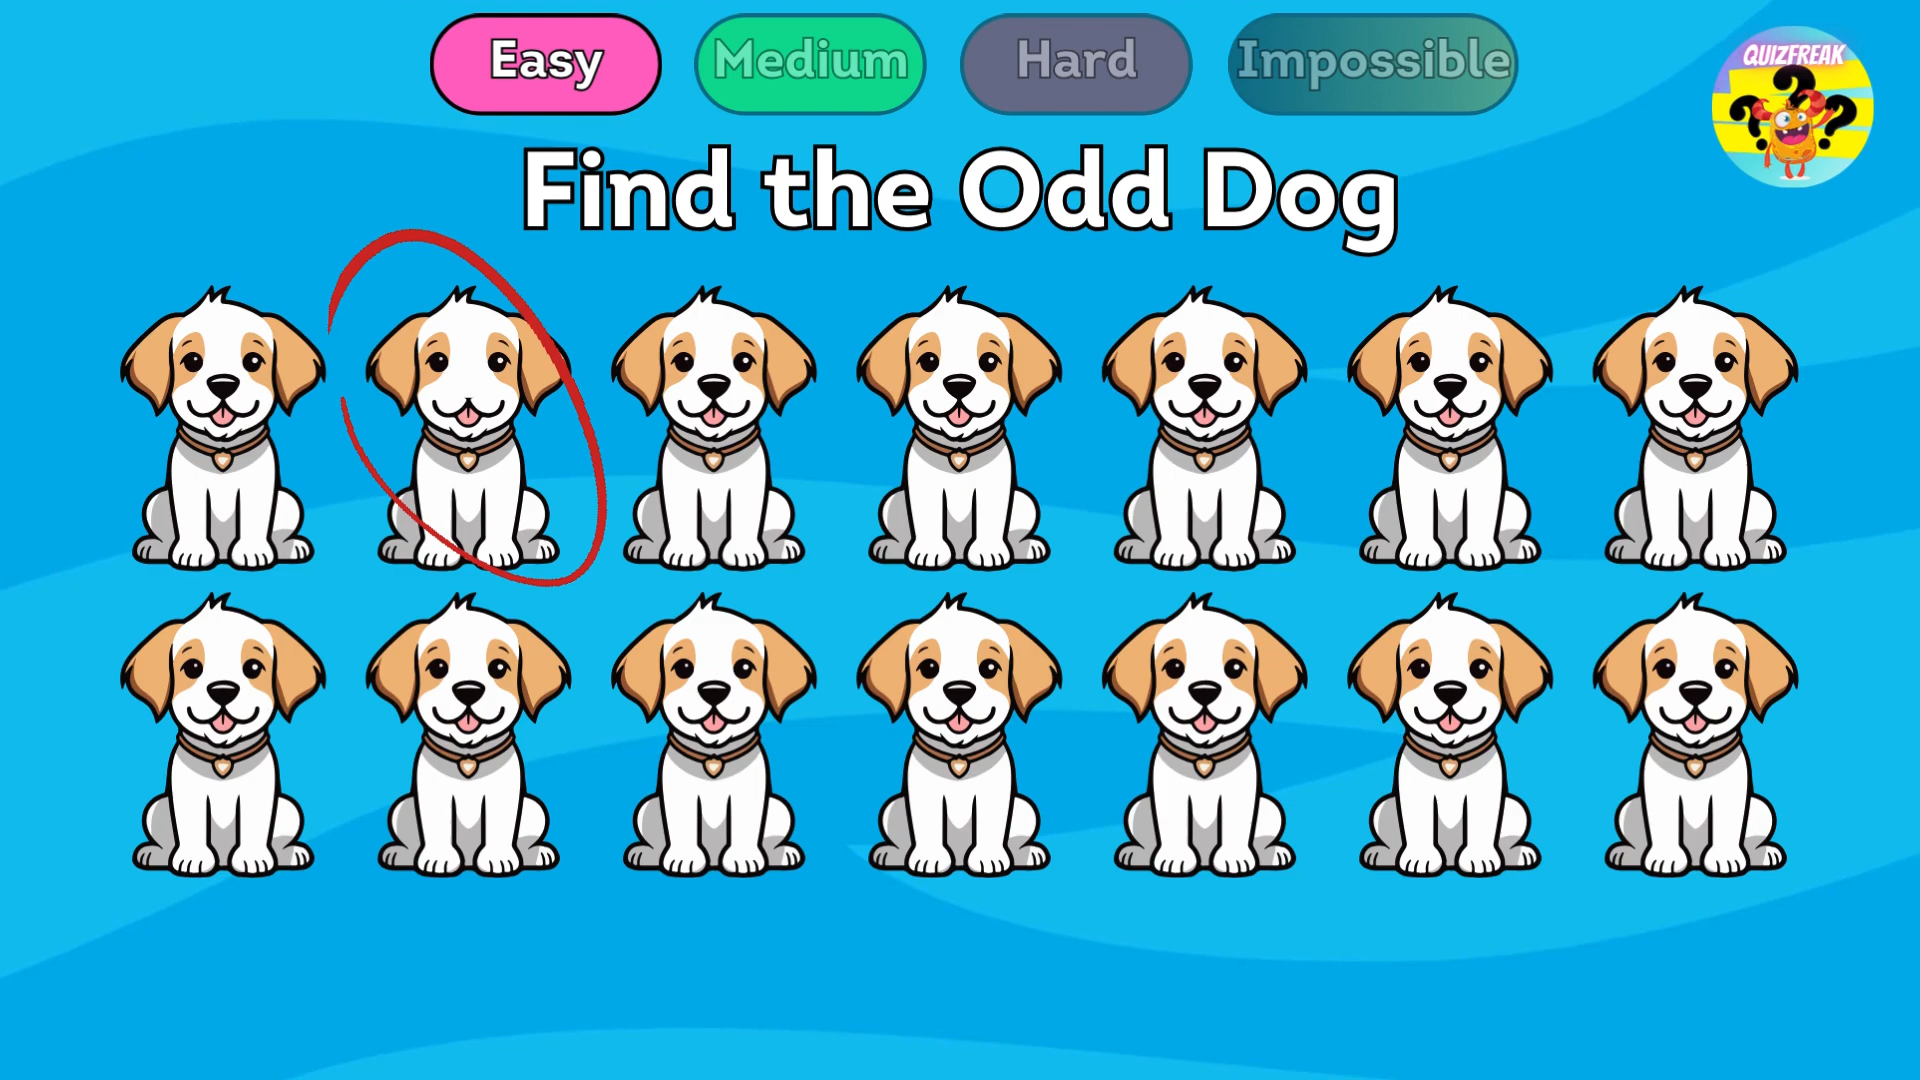 Easy
Medium
Hard
Impossible
QUIZFREAK
? ? ?
Find the Odd Dog